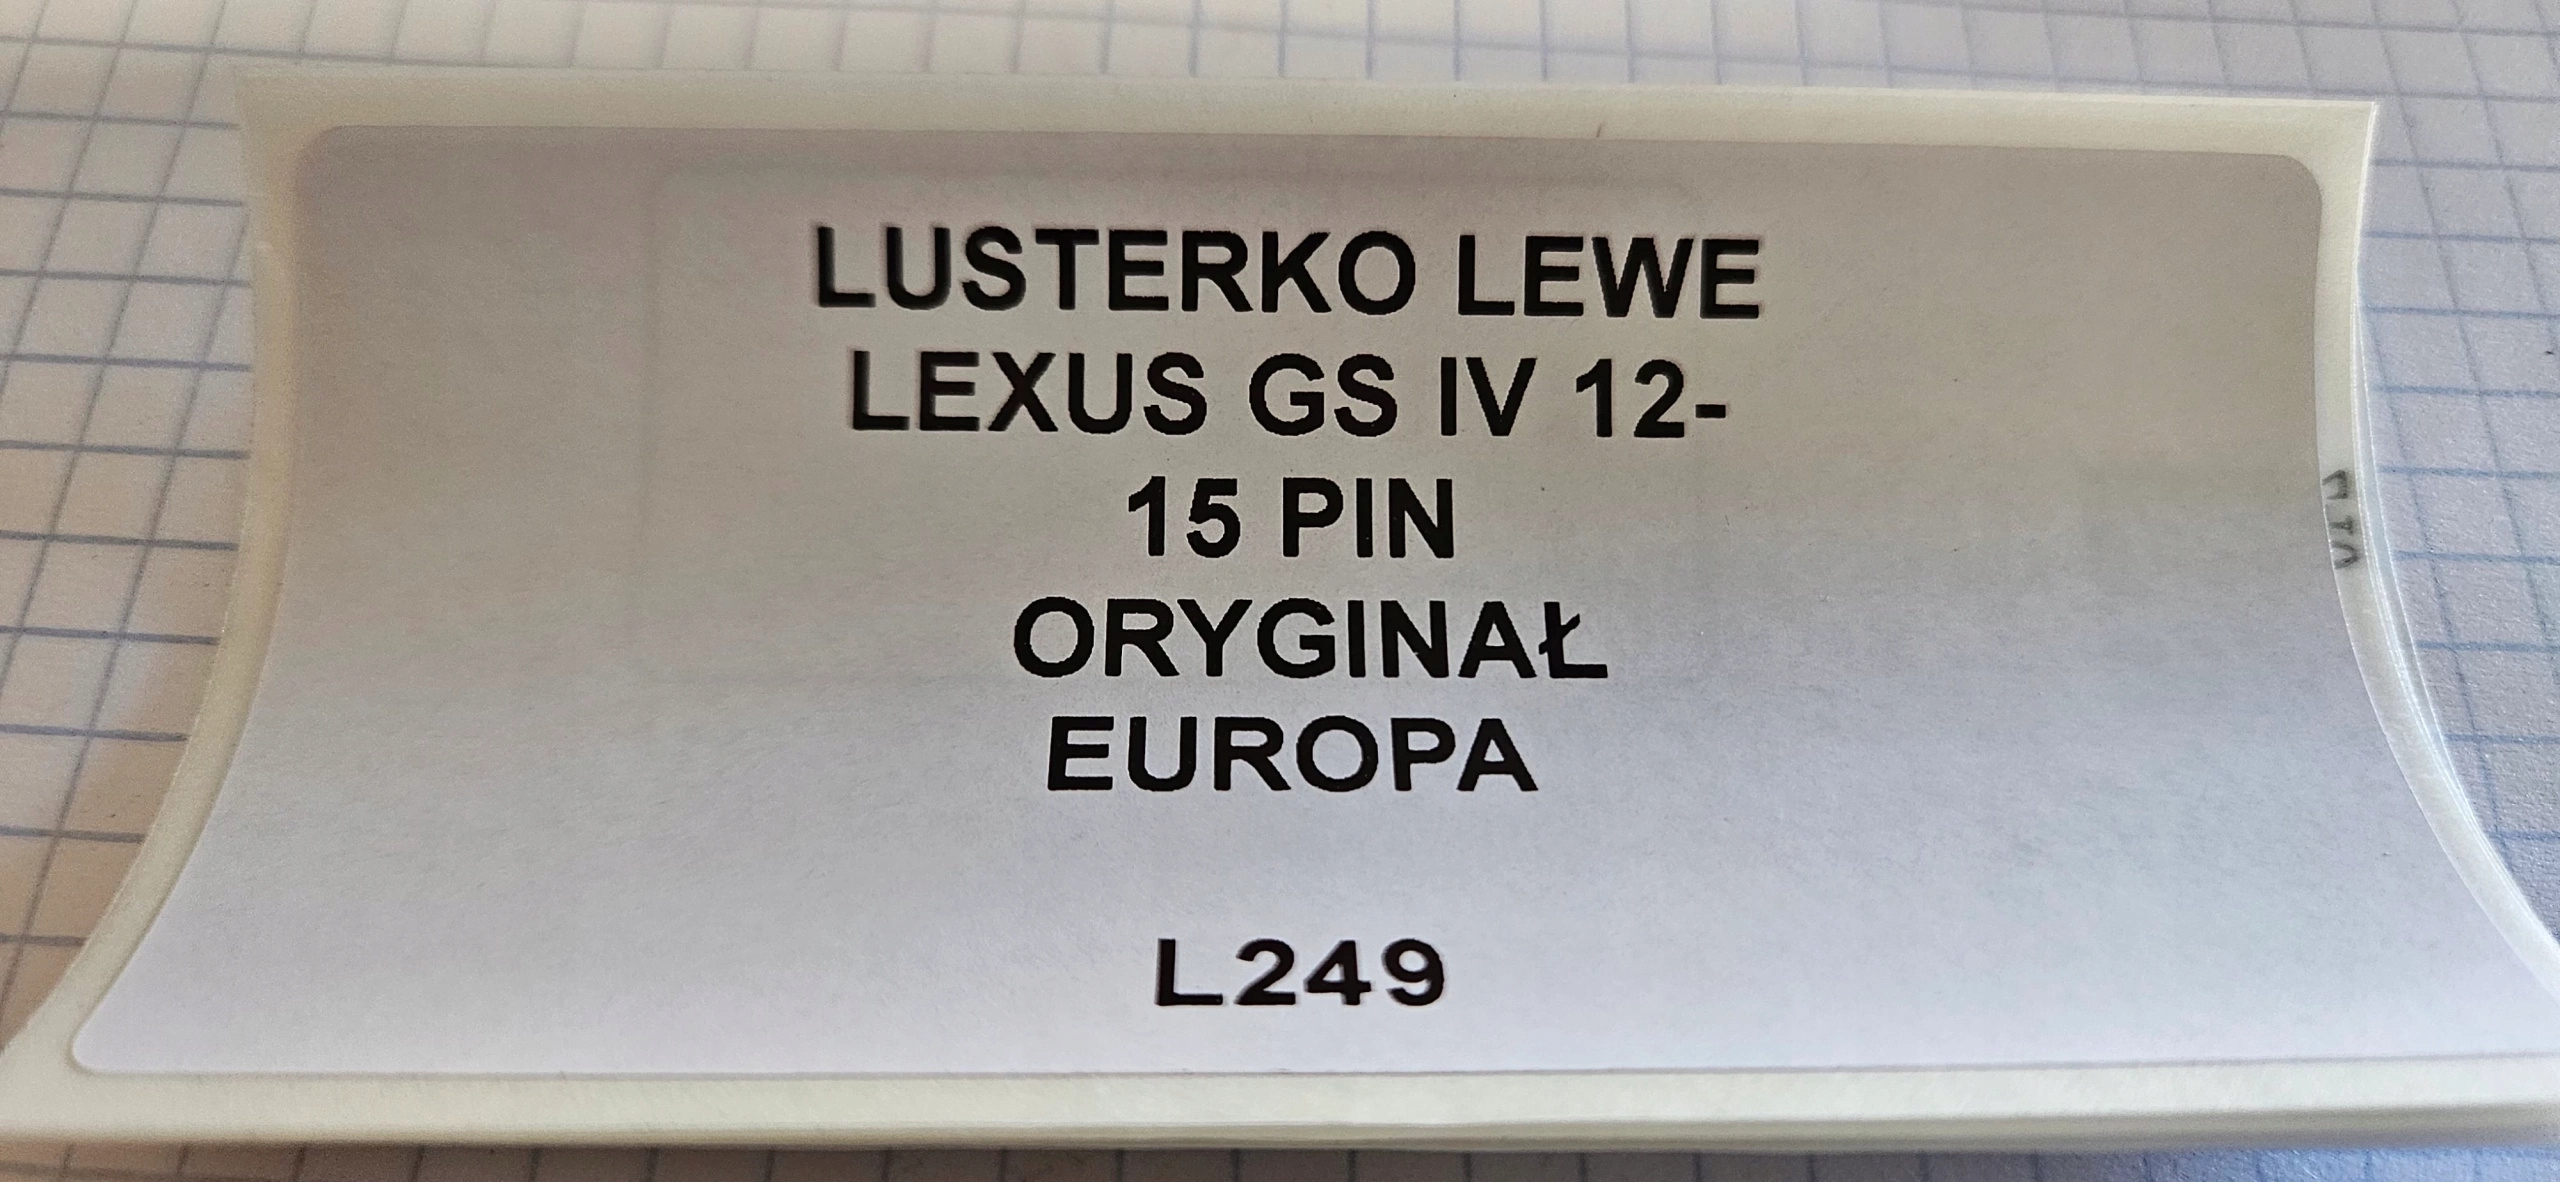 LUSTERKO LEWE
LEXUS GS IV 12-
15 PIN
ORYGINAŁ
EUROPA
L249